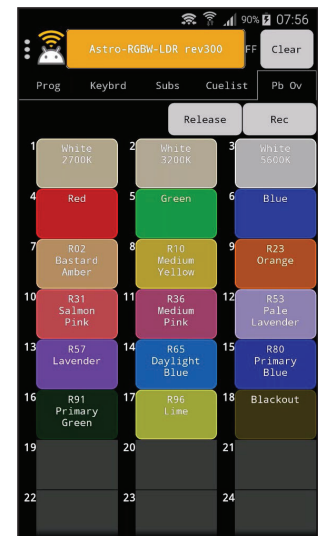 90% 07:56
Astro-RGBW-LDR rev300 FF Clear
Prog Keybrd Subs Cuelist Pb Ov
Release Rec
1 White 2 White 3 White
2700K 3200K 5600K
4 Red 5 Green 6 Blue
7 R02 8 R10 9 R23
Bastard Medium Orange
Amber Yellow
10 R31 11 R36 12 R53
Salmon Medium Pale
Pink Pink Lavender
13 R57 14 R65 15 R80
Lavender Daylight Primary
Blue Blue
16 R91 17 R96 18 Blackout
Primary Lime
Green
19 20 21
22 23 24